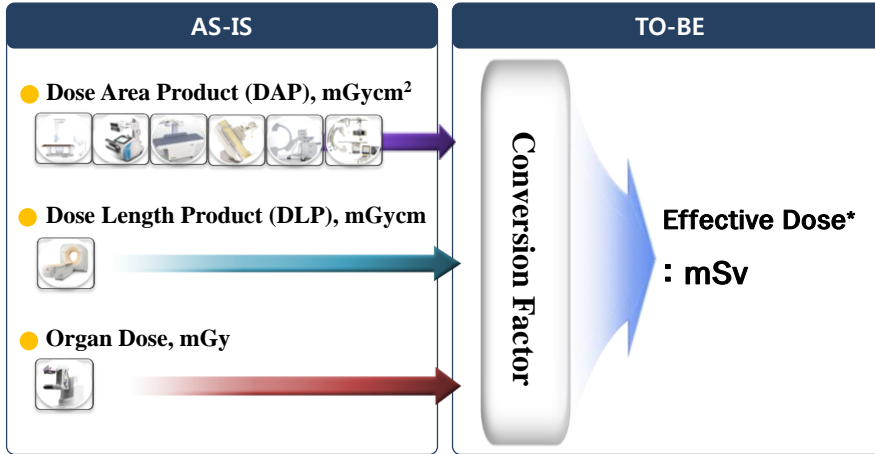 AS-IS
Dose Area Product (DAP), mGycm²
Dose Length Product (DLP), mGycm
Organ Dose, mGy
TO-BE
Conversion Factor
Effective Dose*
: mSv